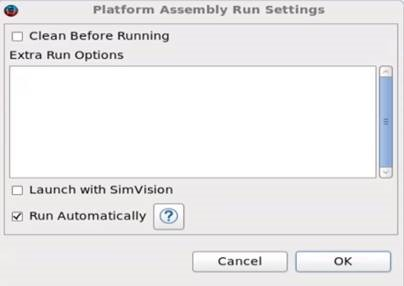 Platform Assembly Run Settings
Clean Before Running
Extra Run Options
Launch with SimVision
Run Automatically ?
Cancel OK